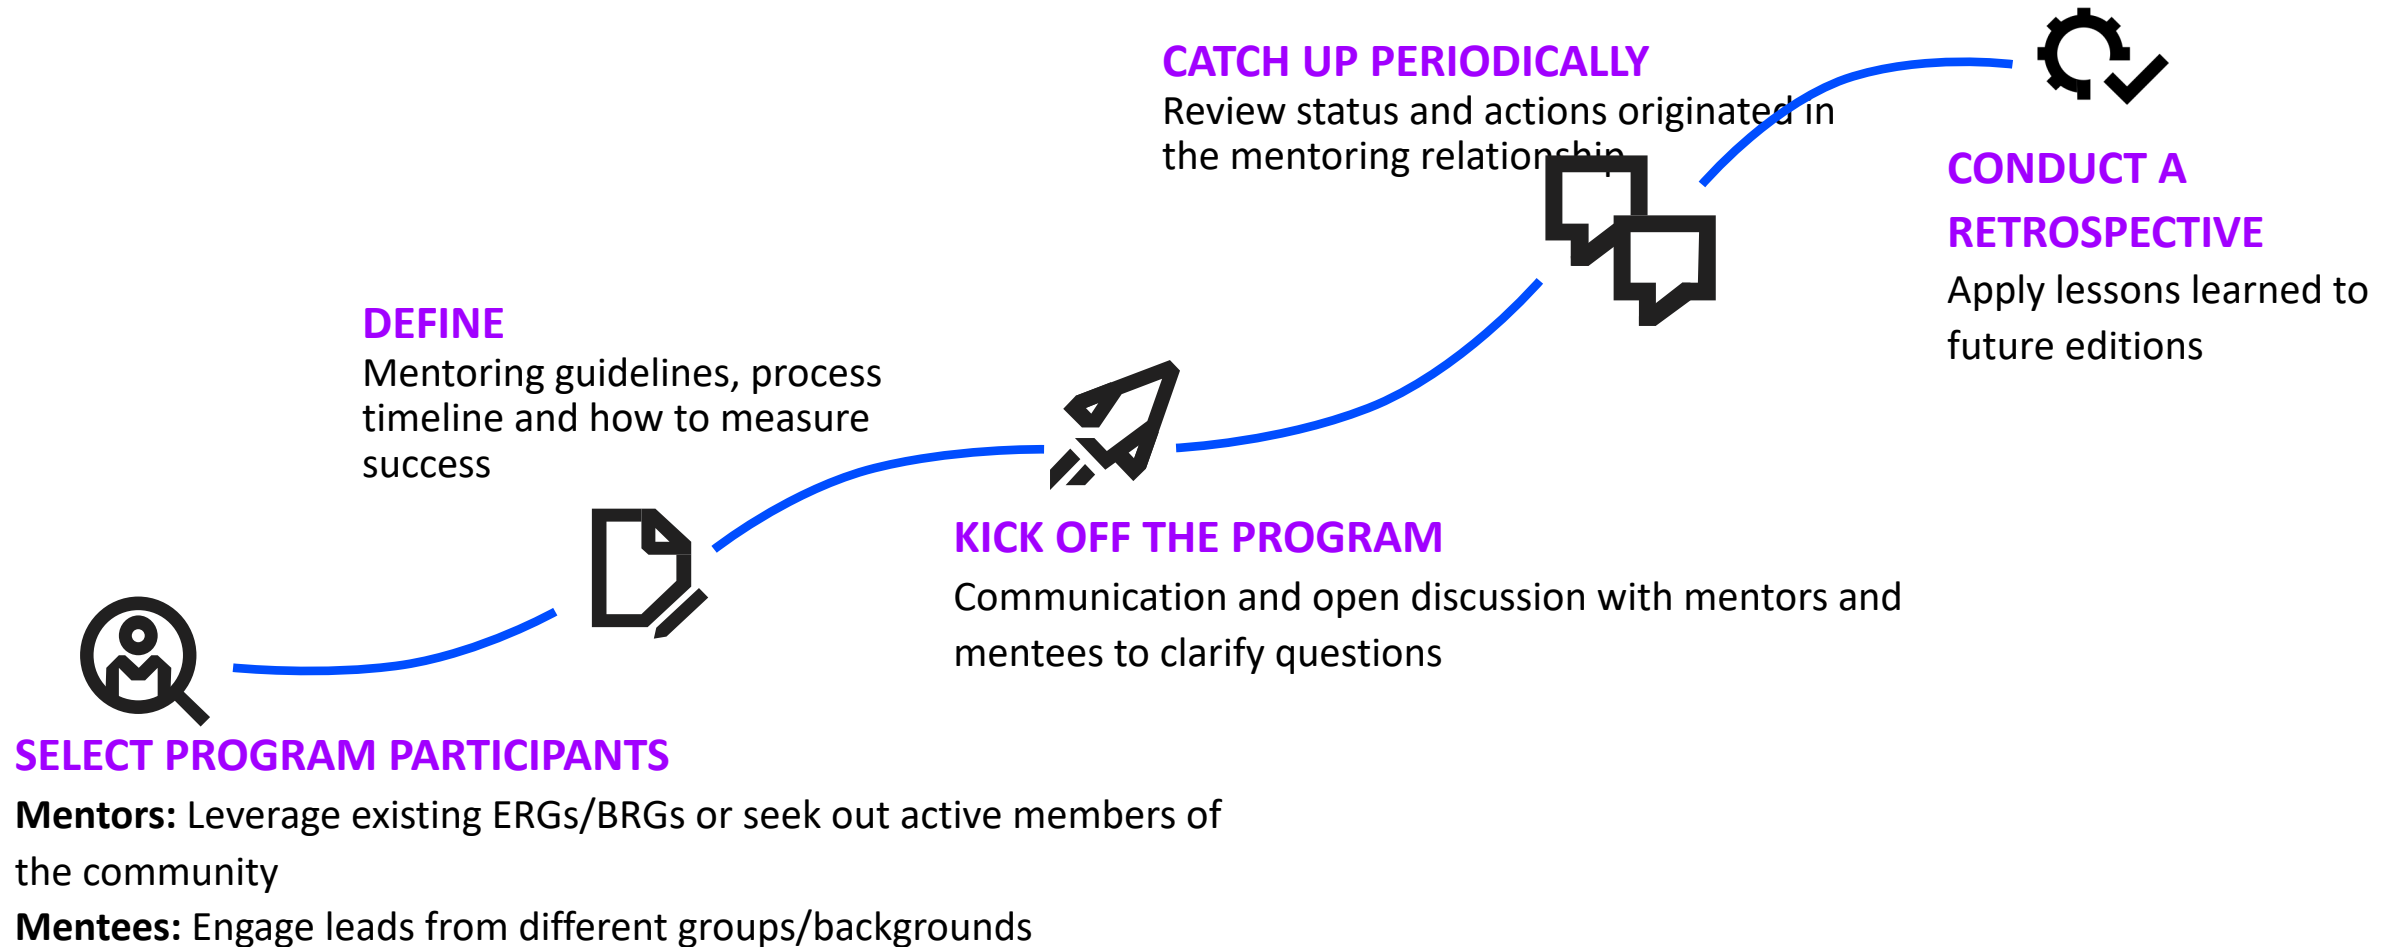 CATCH UP PERIODICALLY
Review status and actions originated in
the mentoring relationship
CONDUCT A
RETROSPECTIVE
Apply lessons learned to
future editions
DEFINE
Mentoring guidelines, process
timeline and how to measure
success
KICK OFF THE PROGRAM
Communication and open discussion with mentors and
mentees to clarify questions
SELECT PROGRAM PARTICIPANTS
Mentors: Leverage existing ERGs/BRGs or seek out active members of
the community
Mentees: Engage leads from different groups/backgrounds